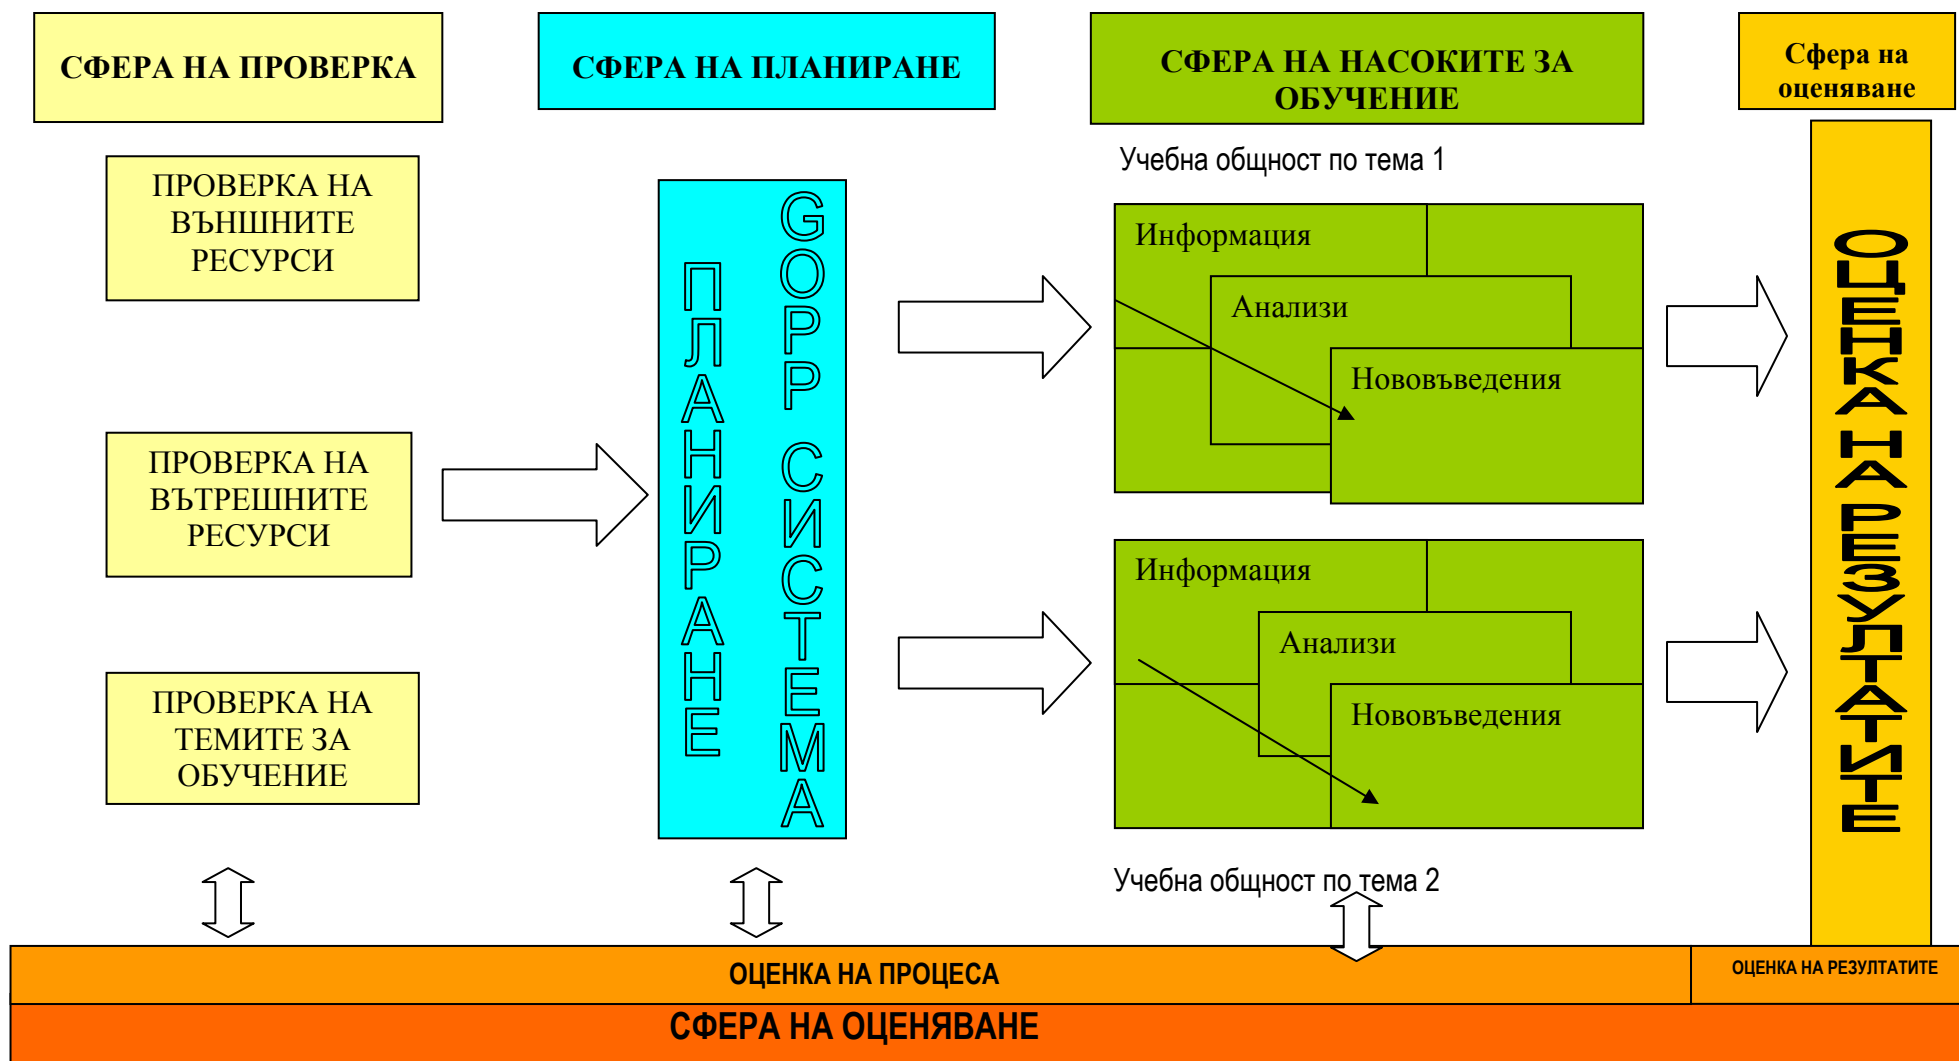 СФЕРА НА ПРОВЕРКА
СФЕРА НА ПЛАНИРАНЕ
СФЕРА НА НАСОКИТЕ ЗА
ОБУЧЕНИЕ
Сфера на
оценяване
ПРОВЕРКА НА
ВЪНШНИТЕ
РЕСУРСИ
ПРОВЕРКА НА
ВЪТРЕШНИТЕ
РЕСУРСИ
ПРОВЕРКА НА
ТЕМИТЕ ЗА
ОБУЧЕНИЕ
ПЛАНИРАНЕ
GOPP СИСТЕМА
Учебна общност по тема 1
Информация
Анализи
Нововъведения
Информация
Анализи
Нововъведения
Учебна общност по тема 2
ОЦЕНКА НА РЕЗУЛТАТИТЕ
ОЦЕНКА НА ПРОЦЕСА
ОЦЕНКА НА РЕЗУЛТАТИТЕ
СФЕРА НА ОЦЕНЯВАНЕ